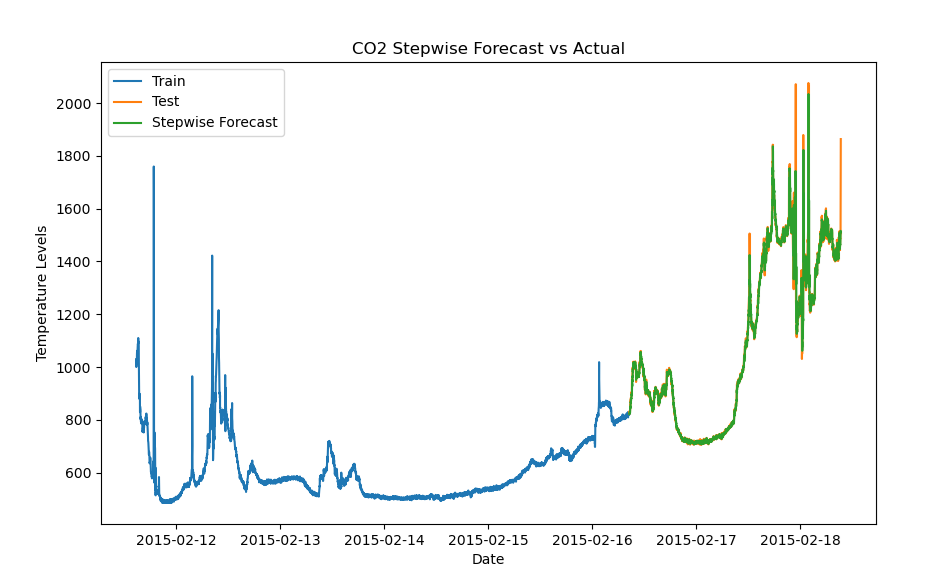 CO2 Stepwise Forecast vs Actual
Train
Test
Stepwise Forecast
Temperature Levels
2000
1800
1600
1400
1200
1000
800
600
2015-02-12 2015-02-13 2015-02-14 2015-02-15 2015-02-16 2015-02-17 2015-02-18
Date